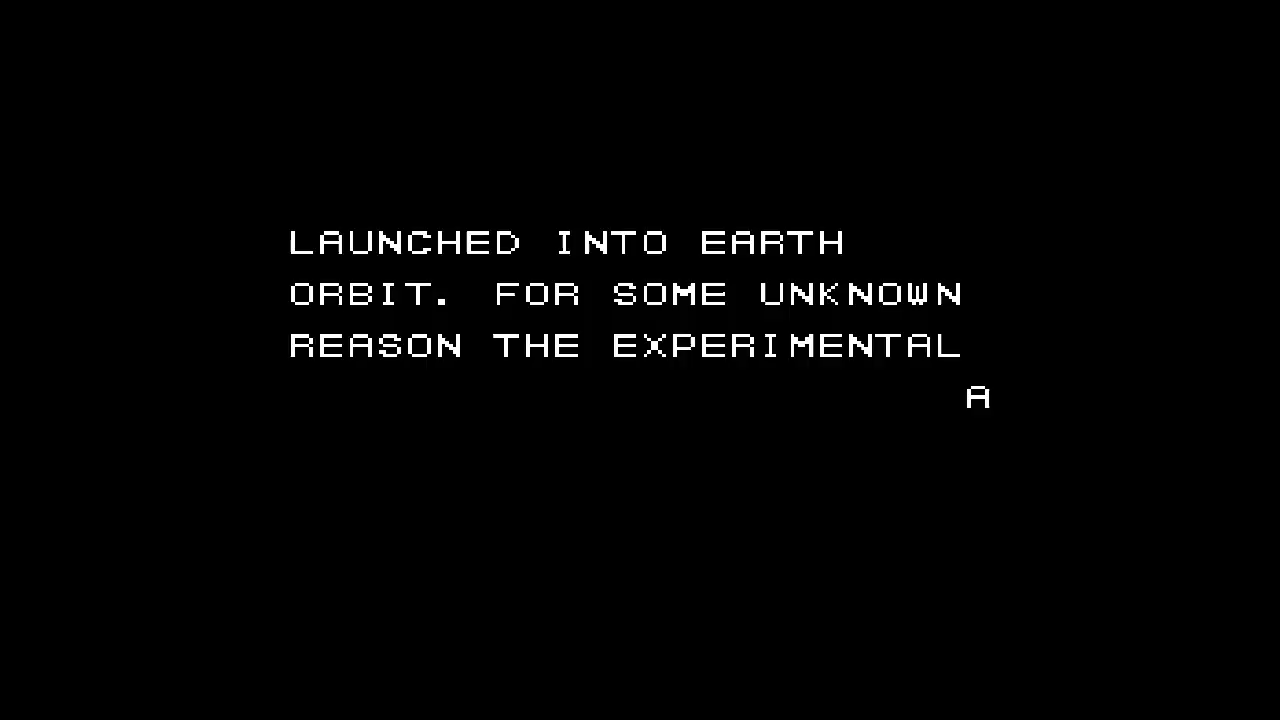 LAUNCHED INTO EARTH
ORBIT. FOR SOME UNKNOWN
REASON THE EXPERIMENTAL
A